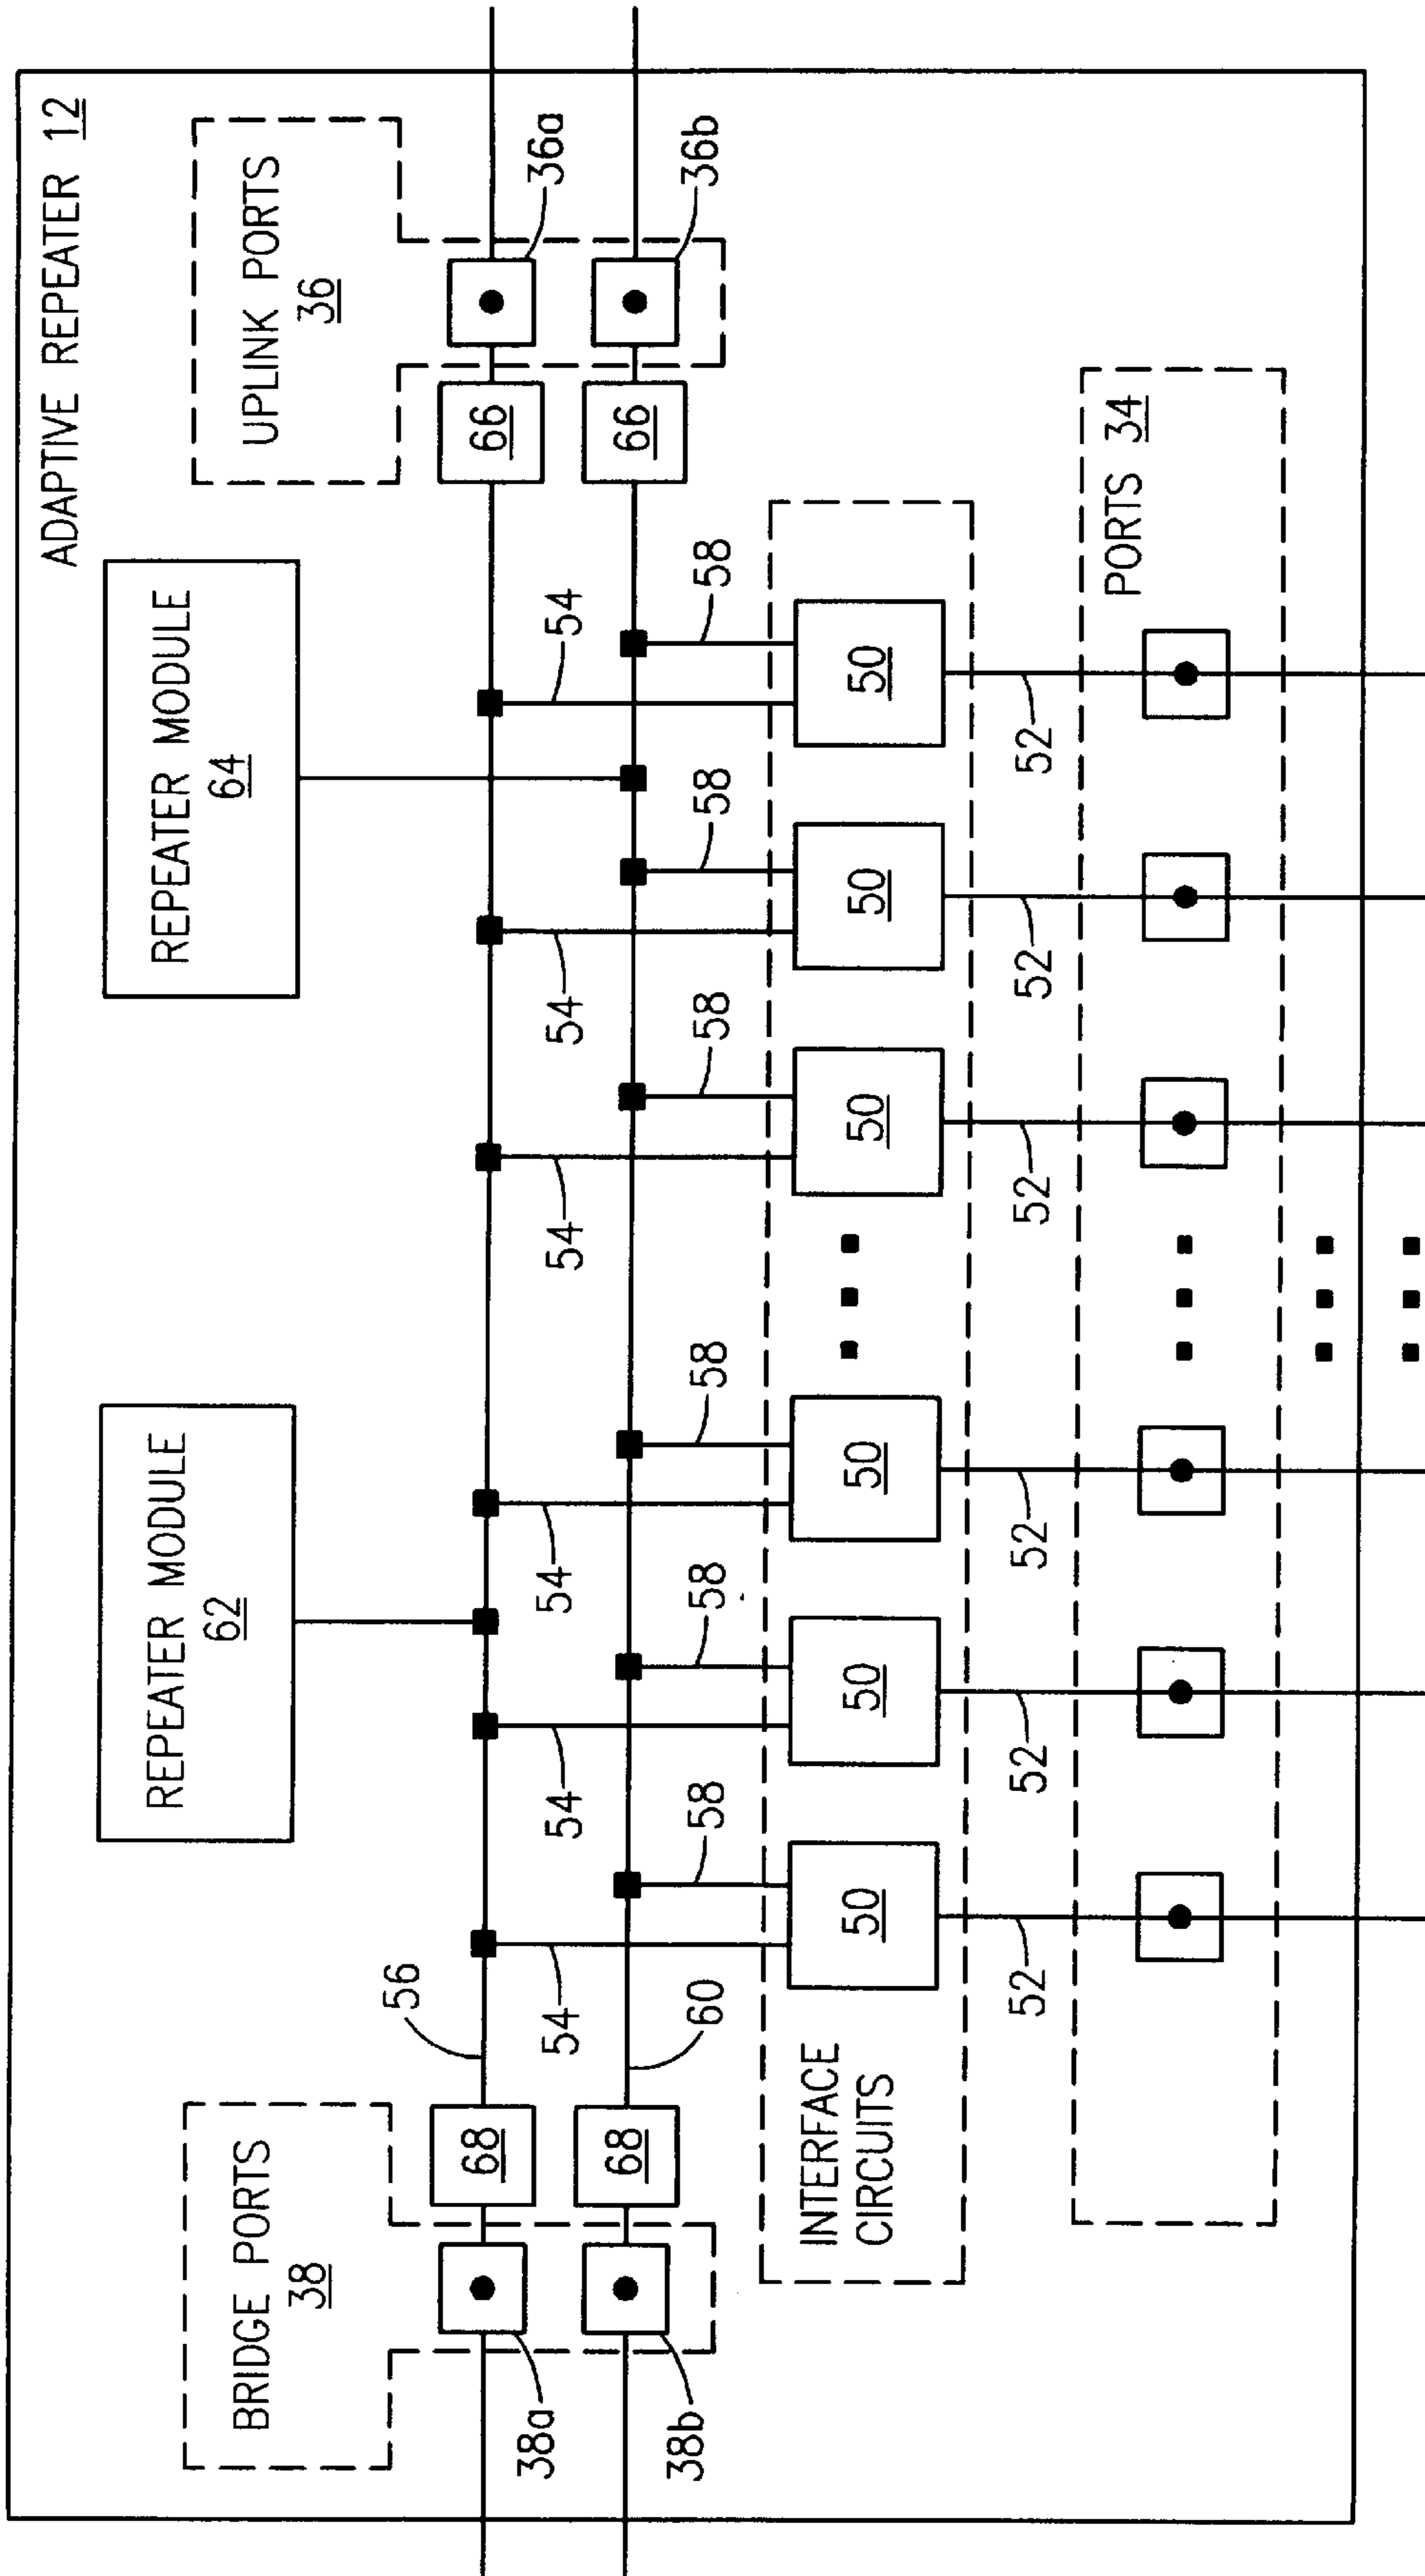 ADAPTIVE REPEATER 12
REPEATER MODULE
62
REPEATER MODULE
64
BRIDGE PORTS
38
UPLINK PORTS
36
56
68
66
38a
36a
54
54
54
54
54
54
68
66
38b
60
58
58
58
58
58
58
36b
INTERFACE
CIRCUITS
50
50
50
50
50
50
52
52
52
52
52
52
PORTS 34